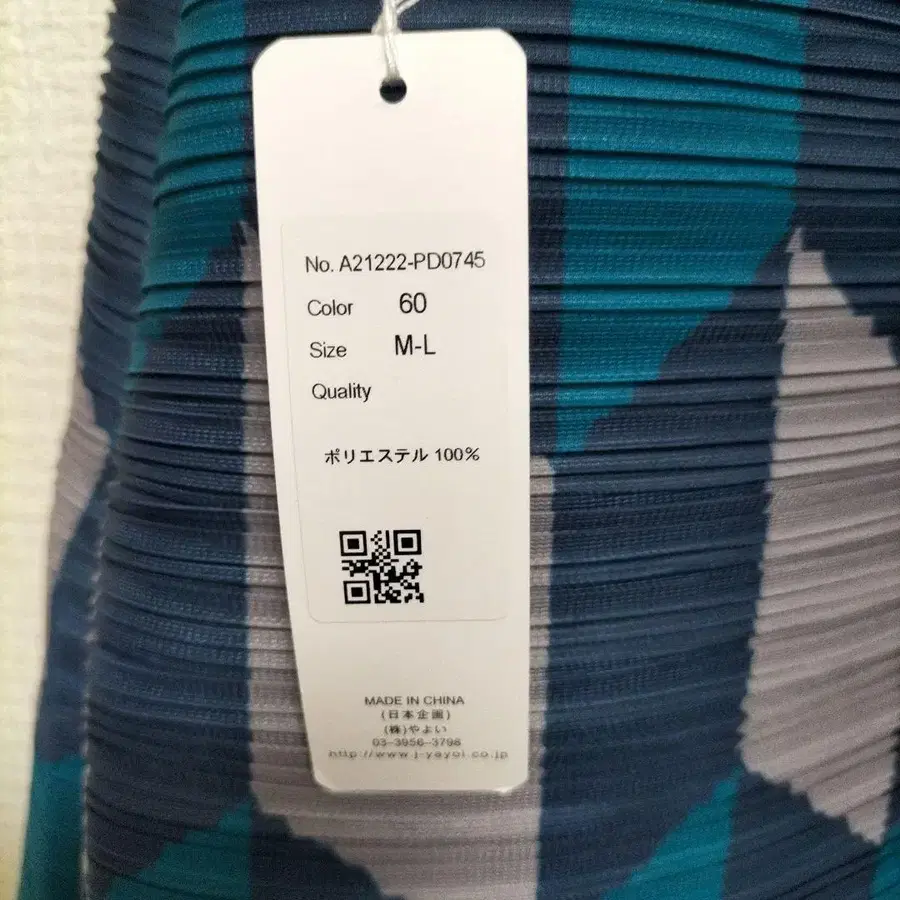 No. A21222-PD0745
Color 60
Size M-L
Quality
ポリエステル 100%
MADE IN CHINA
(日本企画)
(株)やよい
03-3956-3798
http://www.j-yayoi.co.jp